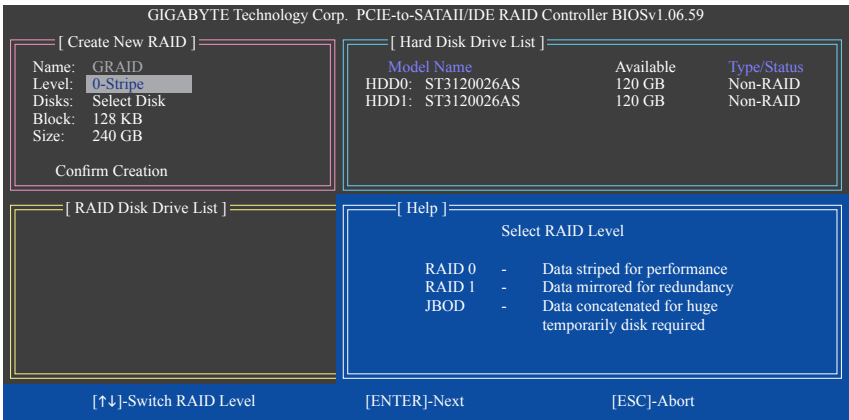 GIGABYTE Technology Corp. PCIE-to-SATAII/IDE RAID Controller BIOSv1.06.59
[ Create New RAID ]
Name: GRAID
Level: 0-Stripe
Disks: Select Disk
Block: 128 KB
Size: 240 GB
Confirm Creation
[ Hard Disk Drive List ]
Model Name Available Type/Status
HDD0: ST3120026AS 120 GB Non-RAID
HDD1: ST3120026AS 120 GB Non-RAID
[ RAID Disk Drive List ]
[ Help ]
Select RAID Level
RAID 0 - Data striped for performance
RAID 1 - Data mirrored for redundancy
JBOD - Data concatenated for huge
temporarily disk required
[↑↓]-Switch RAID Level [ENTER]-Next [ESC]-Abort